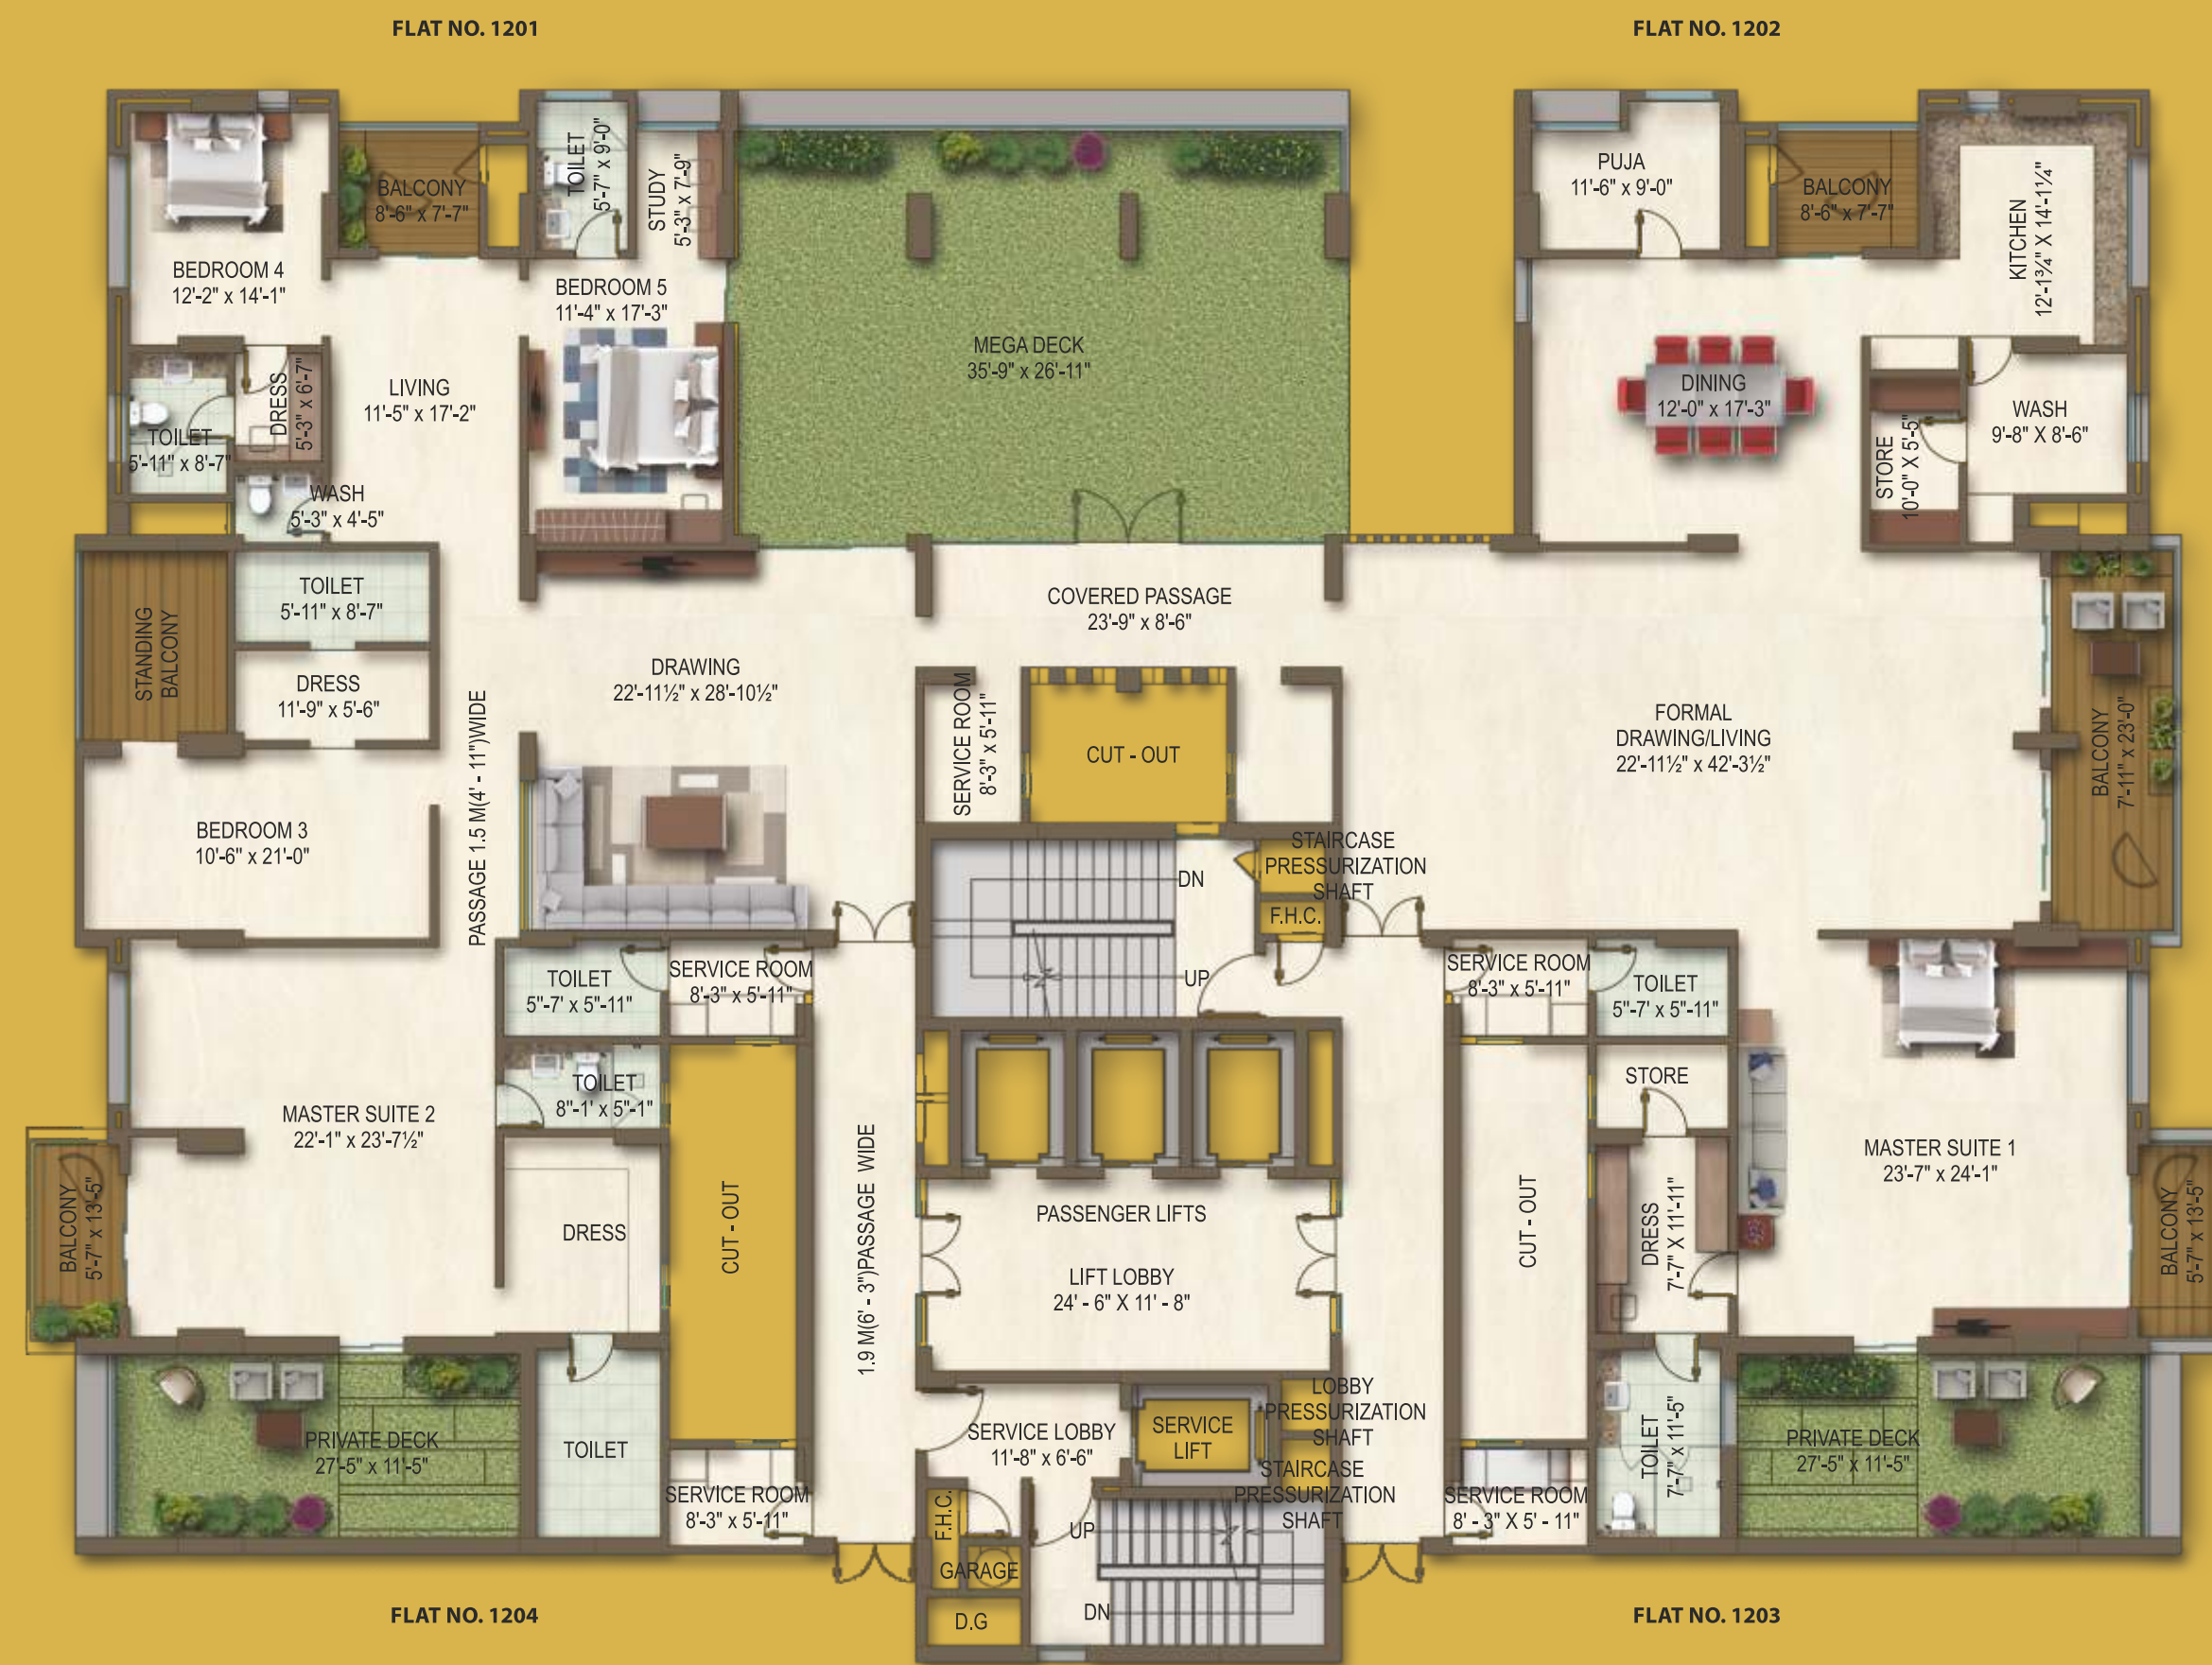 FLAT NO. 1201
FLAT NO. 1202
BEDROOM 4
12'-2" x 14'-1"
BALCONY
8'-6" x 7'-7"
TOILET
5'-7" x 9'-0"
STUDY
5'-3" x 7'-9"
BEDROOM 5
11'-4" x 17'-3"
LIVING
11'-5" x 17'-2"
DRESS
5'-3" x 6'-7"
TOILET
5'-11" x 8'-7"
WASH
5'-3" x 4'-5"
MEGA DECK
35'-9" x 26'-11"
PUJA
11'-6" x 9'-0"
BALCONY
8'-6" x 7'-7"
KITCHEN
12'-1¾" X 14'-1¼"
DINING
12'-0" x 17'-3"
WASH
9'-8" X 8'-6"
STORE
10'-0" X 5'-5"
STANDING
BALCONY
TOILET
5'-11" x 8'-7"
DRESS
11'-9" x 5'-6"
BEDROOM 3
10'-6" x 21'-0"
PASSAGE 1.5 M(4' - 11")WIDE
DRAWING
22'-11½" x 28'-10½"
COVERED PASSAGE
23'-9" x 8'-6"
SERVICE ROOM
8'-3" x 5'-11"
CUT - OUT
FORMAL
DRAWING/LIVING
22'-11½" x 42'-3½"
BALCONY
7'-11" x 23'-0"
STAIRCASE
PRESSURIZATION
SHAFT
DN
F.H.C.
UP
TOILET
5"-7' x 5"-11"
SERVICE ROOM
8'-3" x 5'-11"
SERVICE ROOM
8'-3" x 5'-11"
TOILET
5"-7' x 5"-11"
TOILET
8"-1' x 5"-1"
STORE
MASTER SUITE 2
22'-1" x 23'-7½"
BALCONY
5'-7" x 13'-5"
DRESS
CUT - OUT
1.9 M(6' - 3")PASSAGE WIDE
PASSENGER LIFTS
LIFT LOBBY
24' - 6" X 11' - 8"
CUT - OUT
DRESS
7'-7" X 11'-11"
MASTER SUITE 1
23'-7" x 24'-1"
BALCONY
5'-7" x 13'-5"
PRIVATE DECK
27'-5" x 11'-5"
TOILET
SERVICE ROOM
8'-3" x 5'-11"
SERVICE LOBBY
11'-8" x 6'-6"
SERVICE
LIFT
LOBBY
PRESSURIZATION
SHAFT
STAIRCASE
PRESSURIZATION
SHAFT
SERVICE ROOM
8' - 3" X 5' - 11"
TOILET
7'-7" x 11'-5"
PRIVATE DECK
27'-5" x 11'-5"
F.H.C.
UP
GARAGE
D.G
DN
FLAT NO. 1204
FLAT NO. 1203